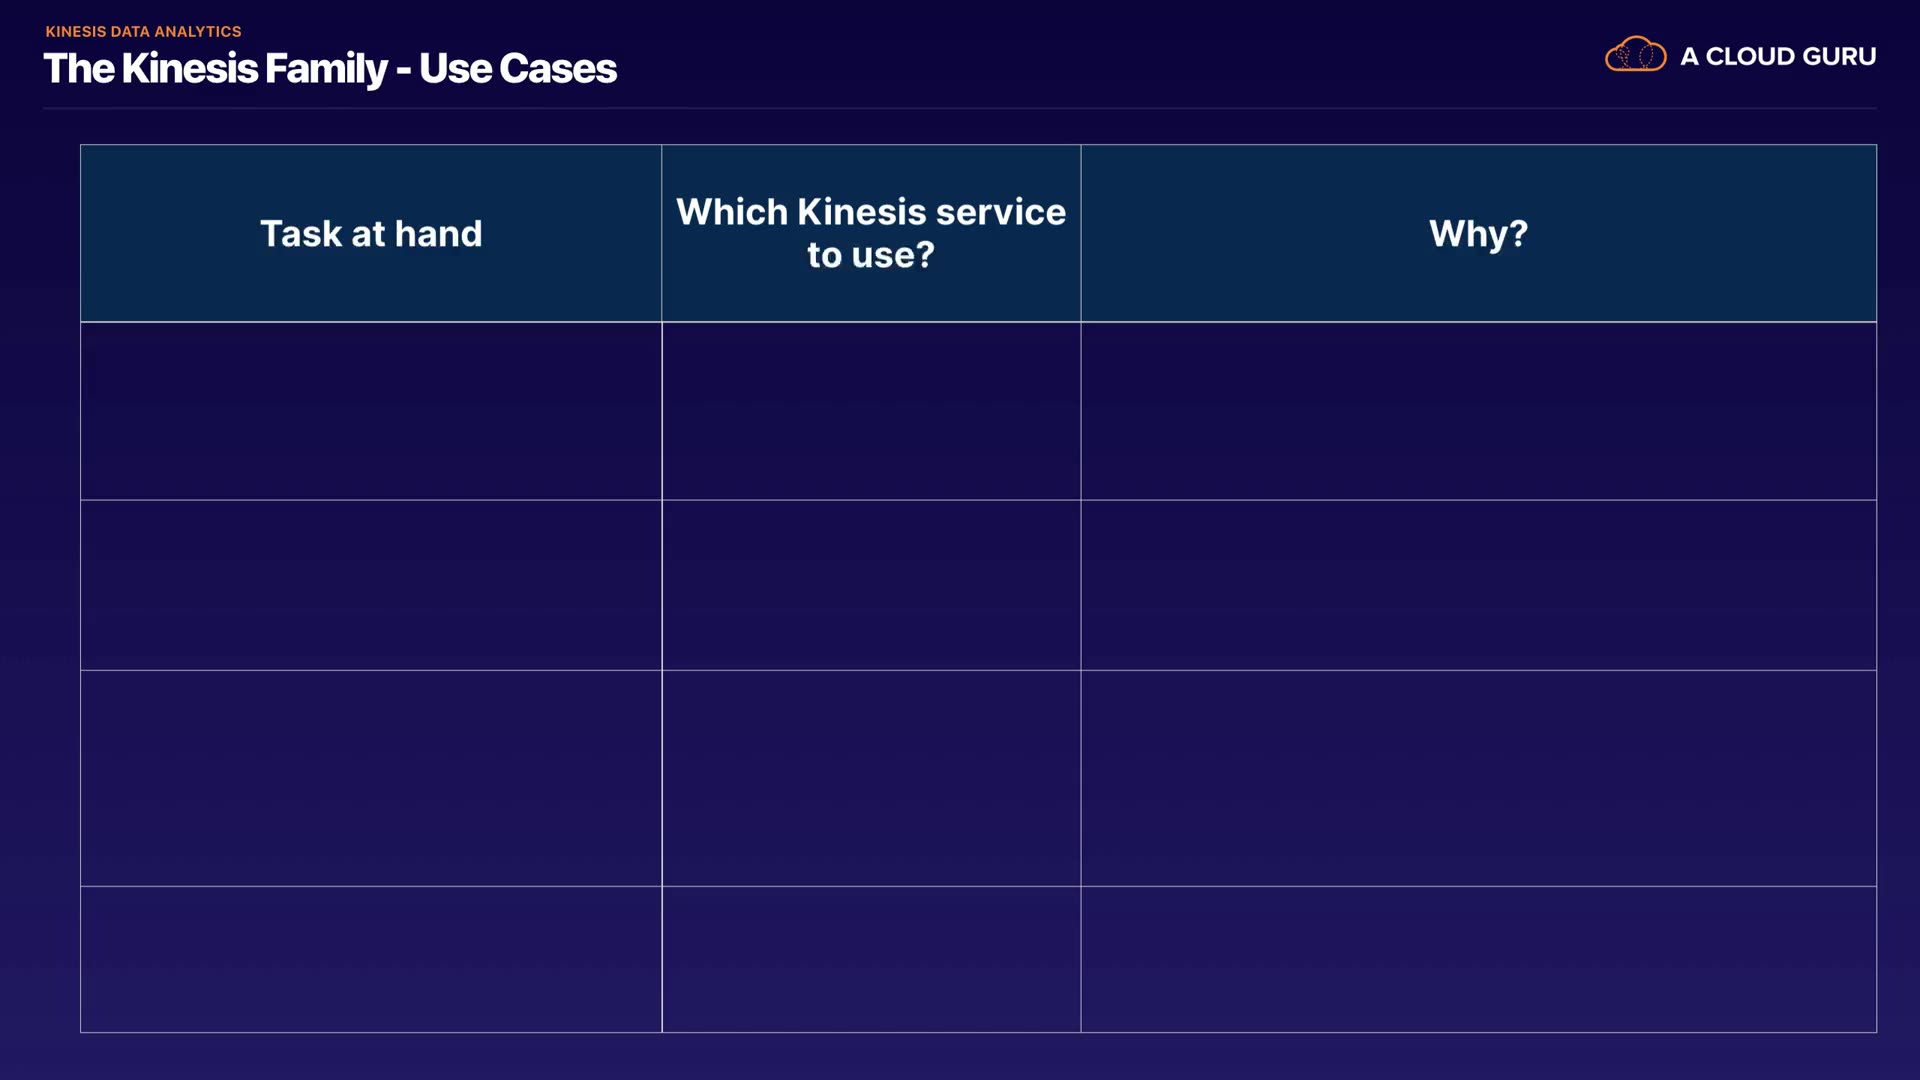 KINESIS DATA ANALYTICS
The Kinesis Family - Use Cases
A CLOUD GURU
Task at hand
Which Kinesis service
to use?
Why?